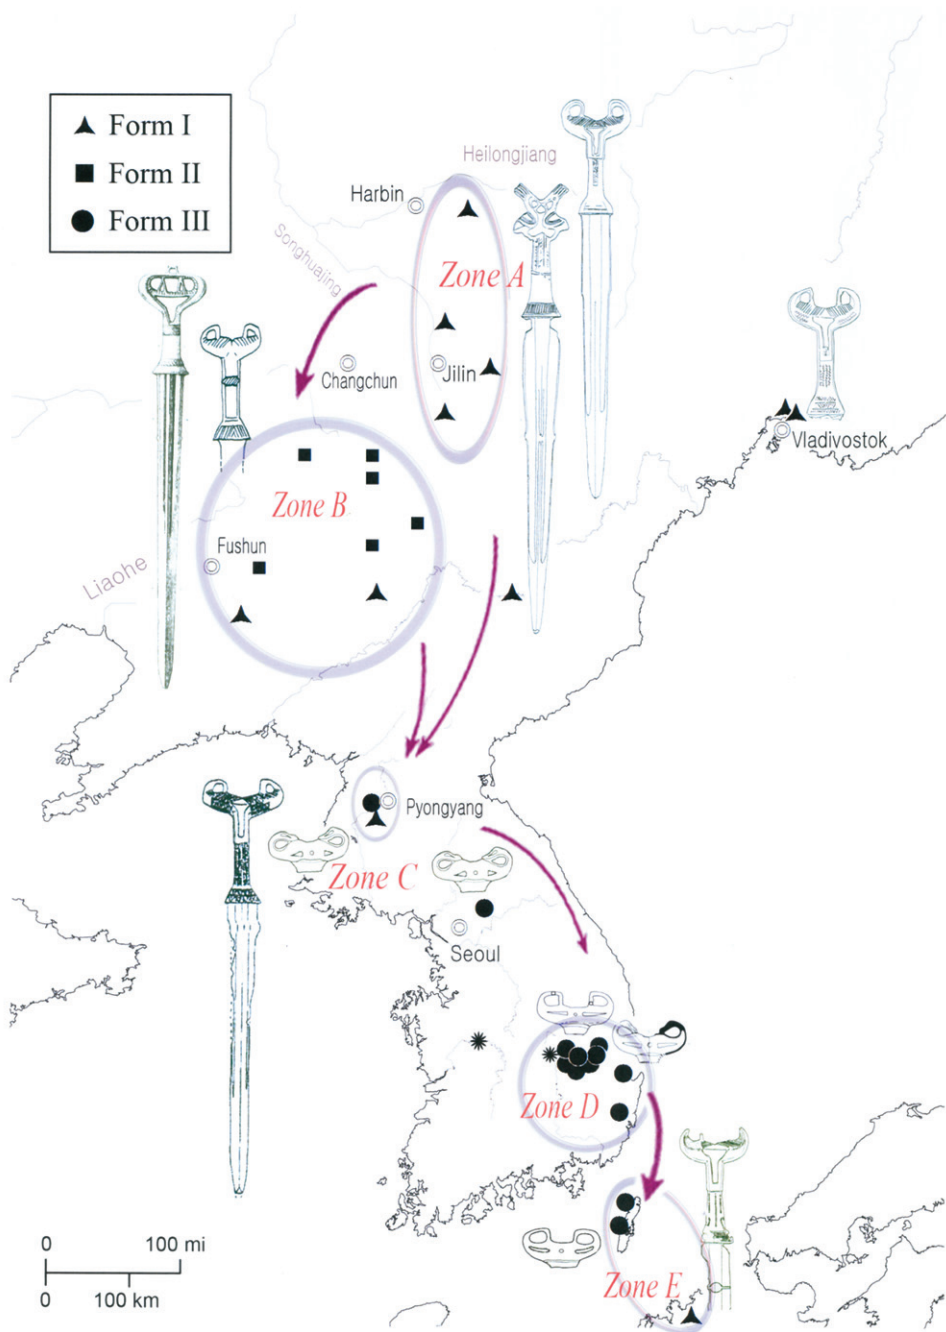 Form I
Form II
Form III
Heilongjiang
Harbin
Songhuajing
Zone A
Changchun
Jilin
Vladivostok
Zone B
Fushun
Liaohe
Pyongyang
Zone C
Seoul
Zone D
Zone E
0 100 mi
0 100 km